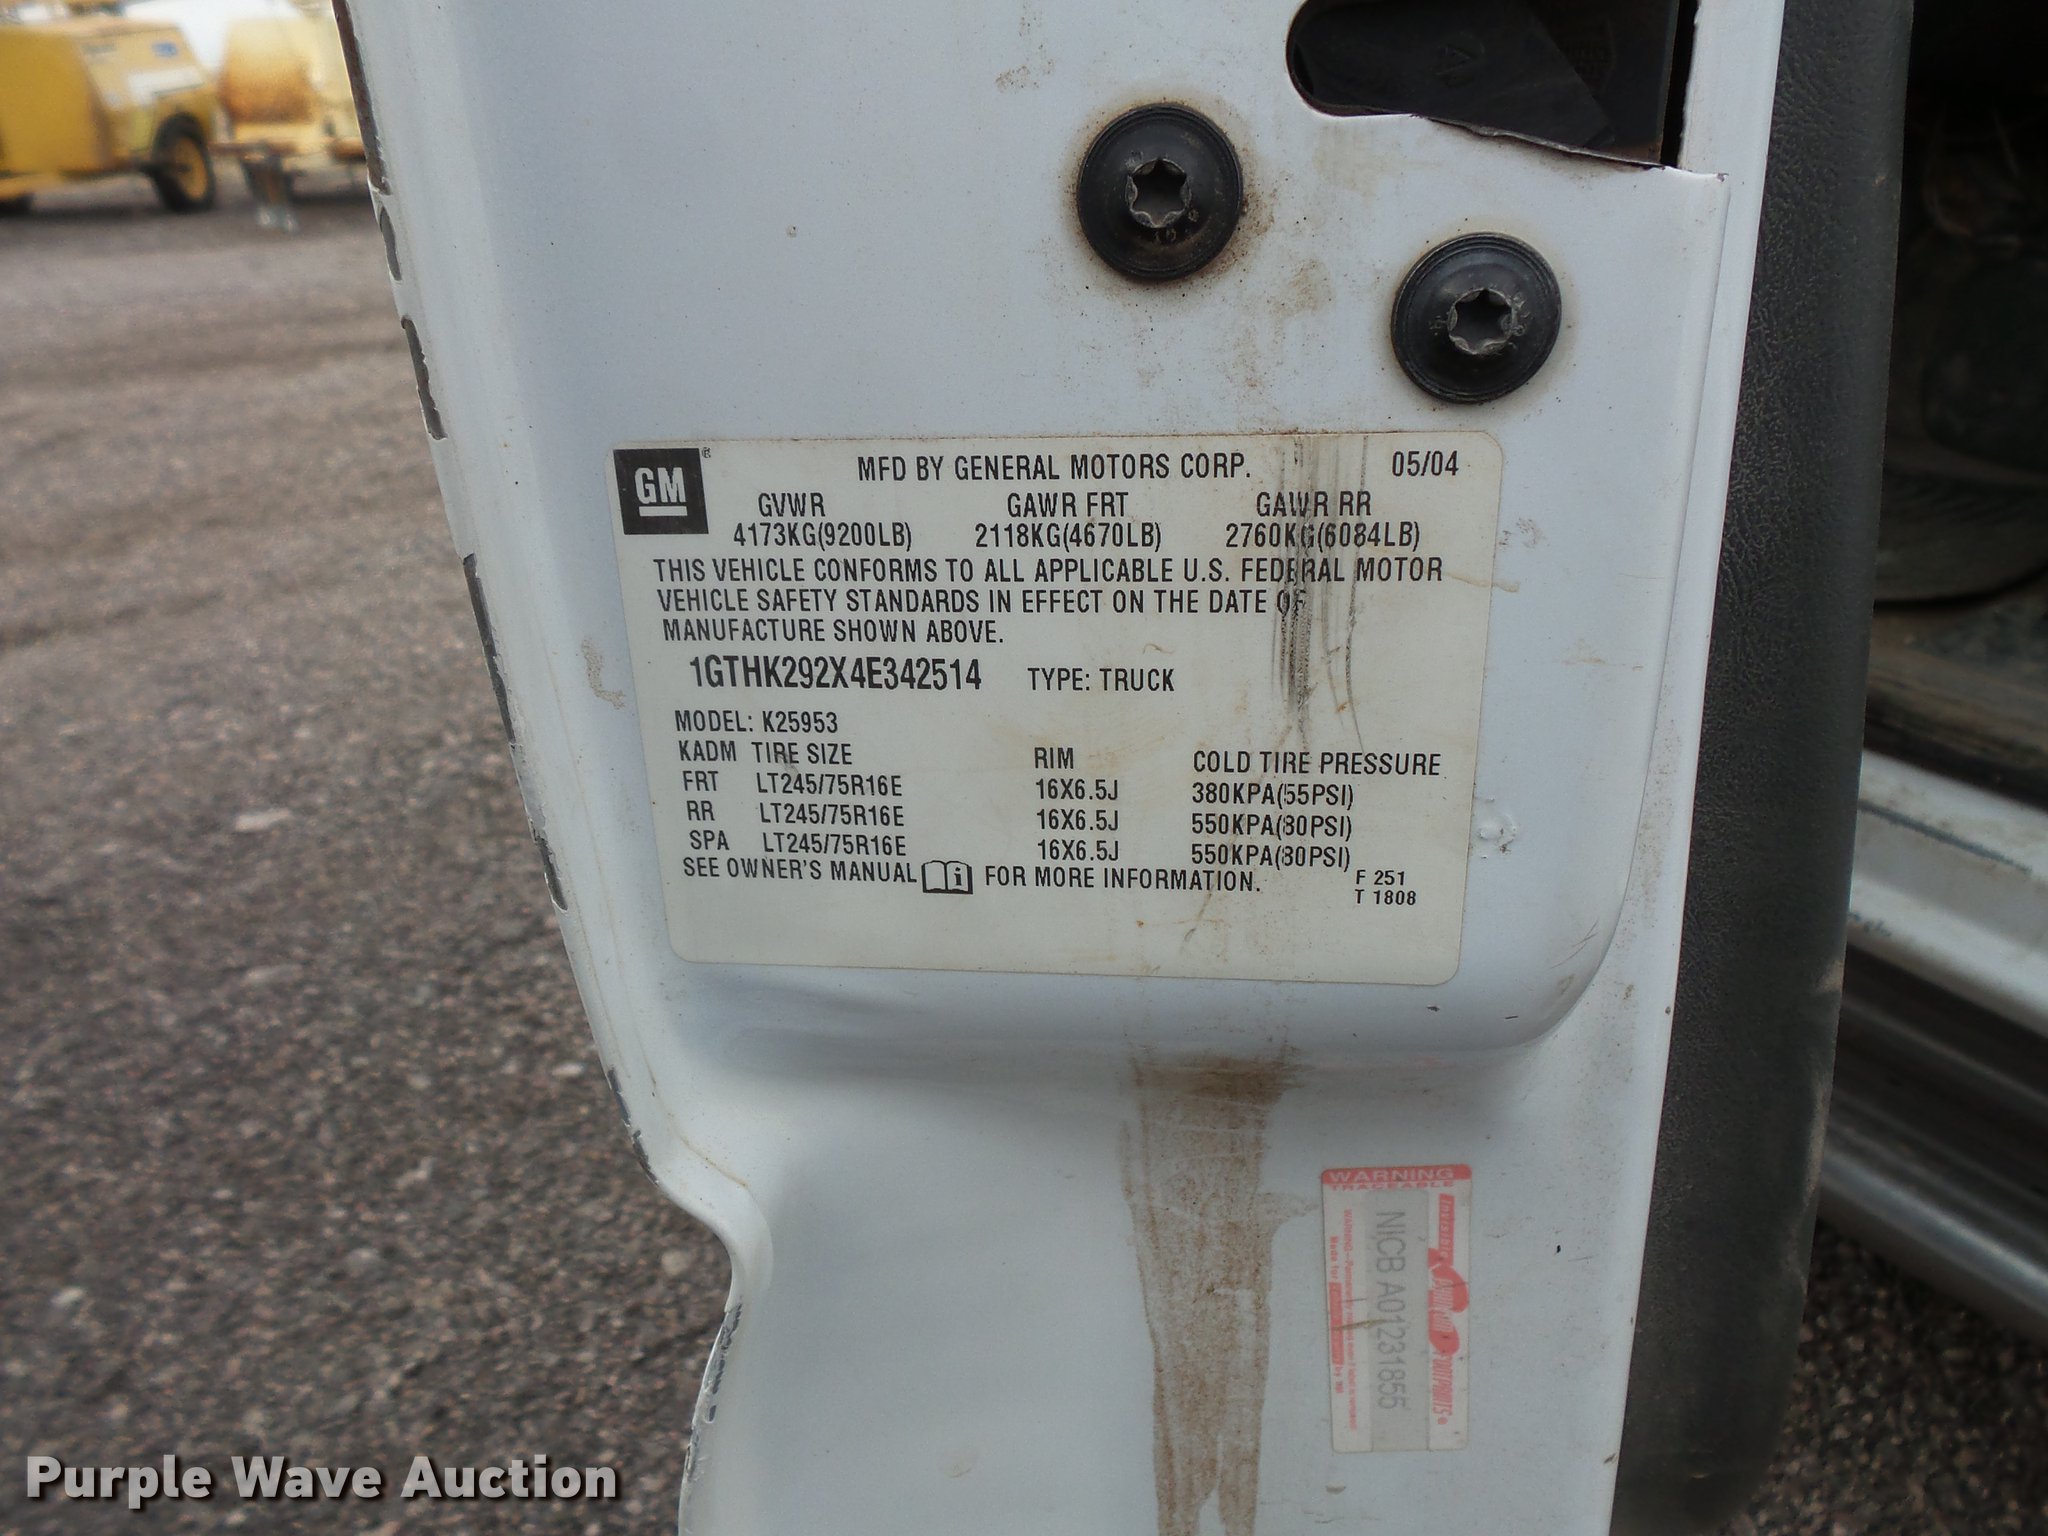 GM®
MFD BY GENERAL MOTORS CORP. 05/04
GVWR GAWR FRT GAWR RR
4173KG(9200LB) 2118KG(4670LB) 2760KG(6084LB)
THIS VEHICLE CONFORMS TO ALL APPLICABLE U.S. FEDERAL MOTOR
VEHICLE SAFETY STANDARDS IN EFFECT ON THE DATE OF
MANUFACTURE SHOWN ABOVE.
1GTHK292X4E342514 TYPE: TRUCK
MODEL: K25953
KADM TIRE SIZE RIM COLD TIRE PRESSURE
FRT LT245/75R16E 16X6.5J 380KPA(55PSI)
RR LT245/75R16E 16X6.5J 550KPA(80PSI)
SPA LT245/75R16E 16X6.5J 550KPA(80PSI)
SEE OWNER'S MANUAL i FOR MORE INFORMATION.
F 251
T 1808
WARNING
TRACEABLE
Invisible
NICB A01231855
Made for
Purple Wave Auction